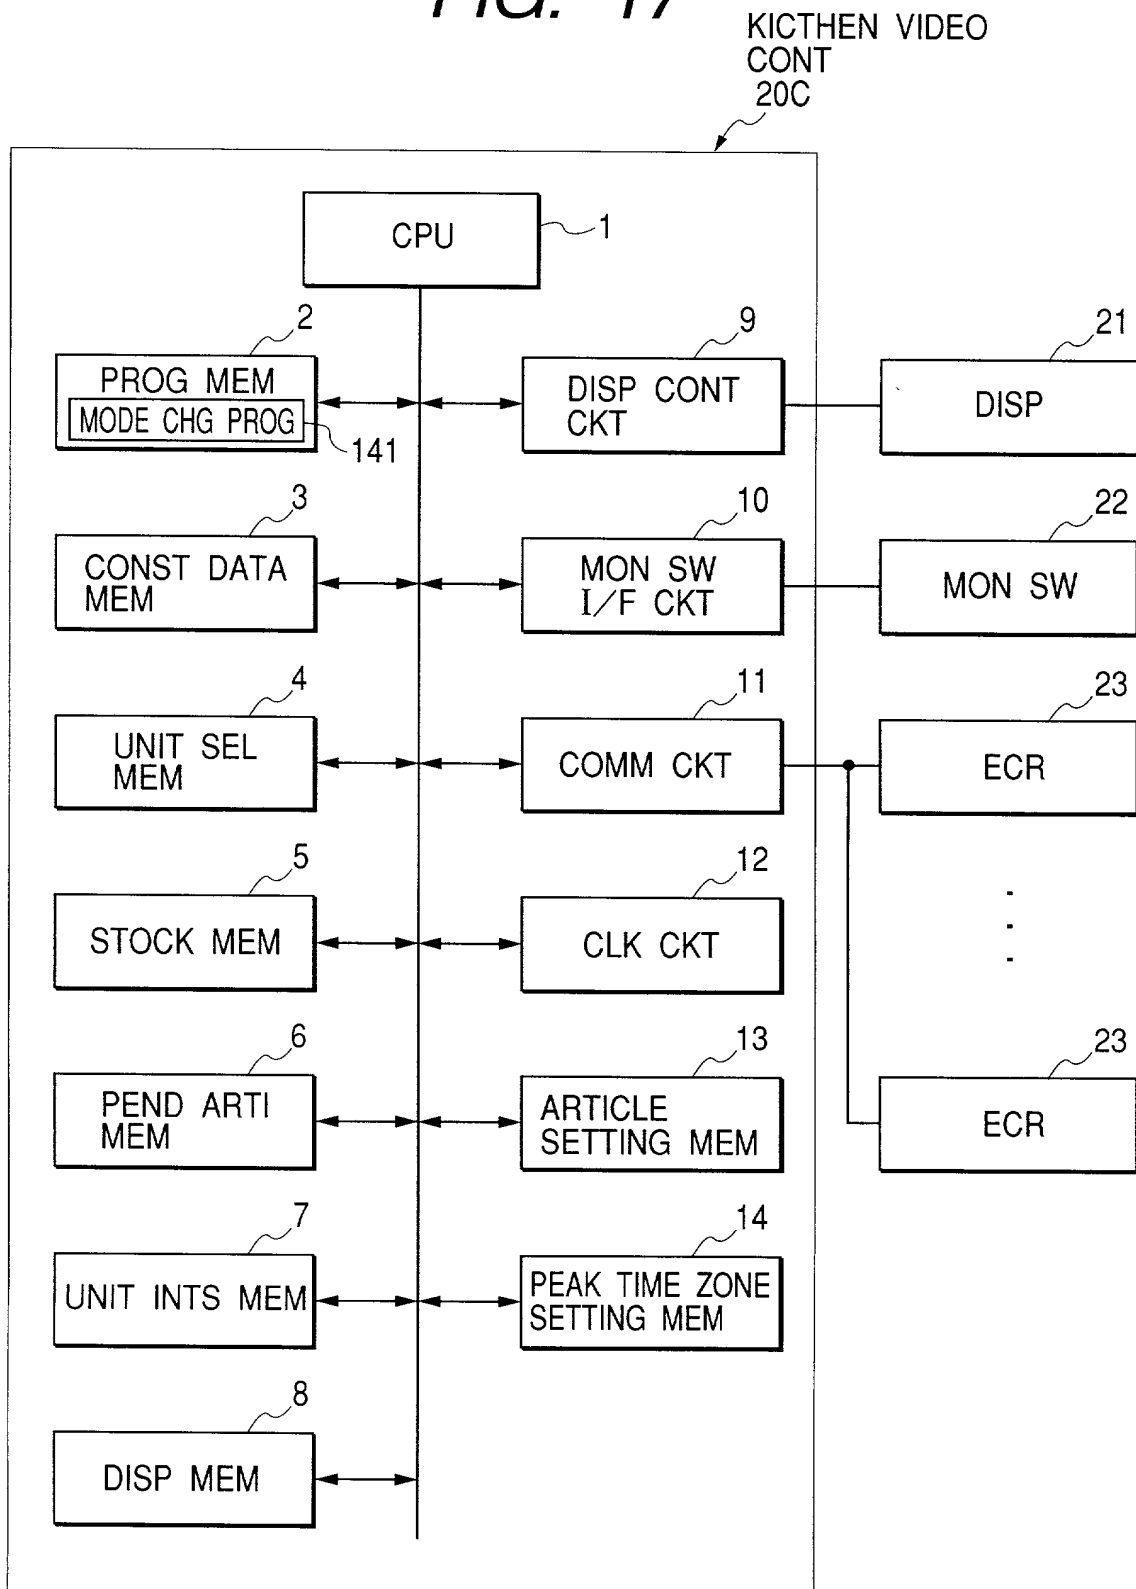 FIG. 17
KICTHEN VIDEO
CONT
20C
CPU
1
2
PROG MEM
MODE CHG PROG
141
9
DISP CONT
CKT
21
DISP
3
CONST DATA
MEM
10
MON SW
I/F CKT
22
MON SW
4
UNIT SEL
MEM
11
COMM CKT
23
ECR
5
STOCK MEM
12
CLK CKT
6
PEND ARTI
MEM
13
ARTICLE
SETTING MEM
23
ECR
7
UNIT INTS MEM
14
PEAK TIME ZONE
SETTING MEM
8
DISP MEM